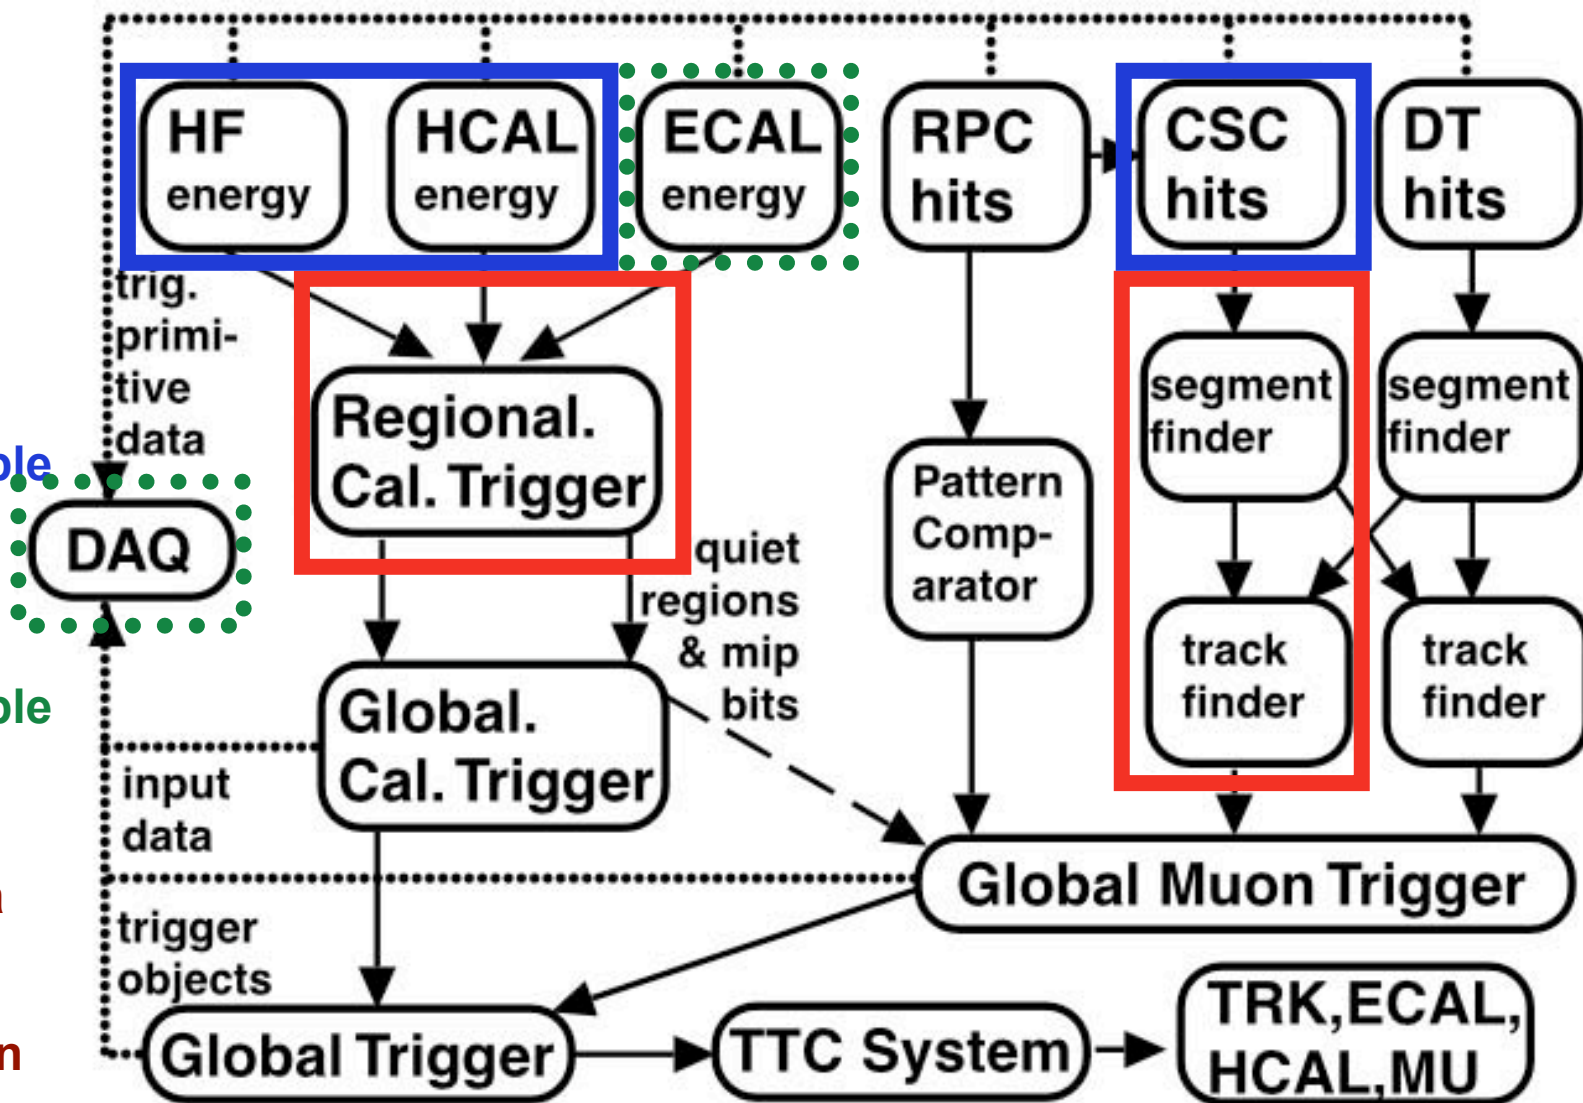 HF
energy
HCAL
energy
ECAL
energy
RPC
hits
CSC
hits
DT
hits
trig.
primi-
tive
data
Regional.
Cal. Trigger
segment
finder
segment
finder
Pattern
Comp-
arator
DAQ
quiet
regions
& mip
bits
track
finder
track
finder
Global.
Cal. Trigger
input
data
Global Muon Trigger
trigger
objects
Global Trigger
TTC System
TRK,ECAL,
HCAL,MU